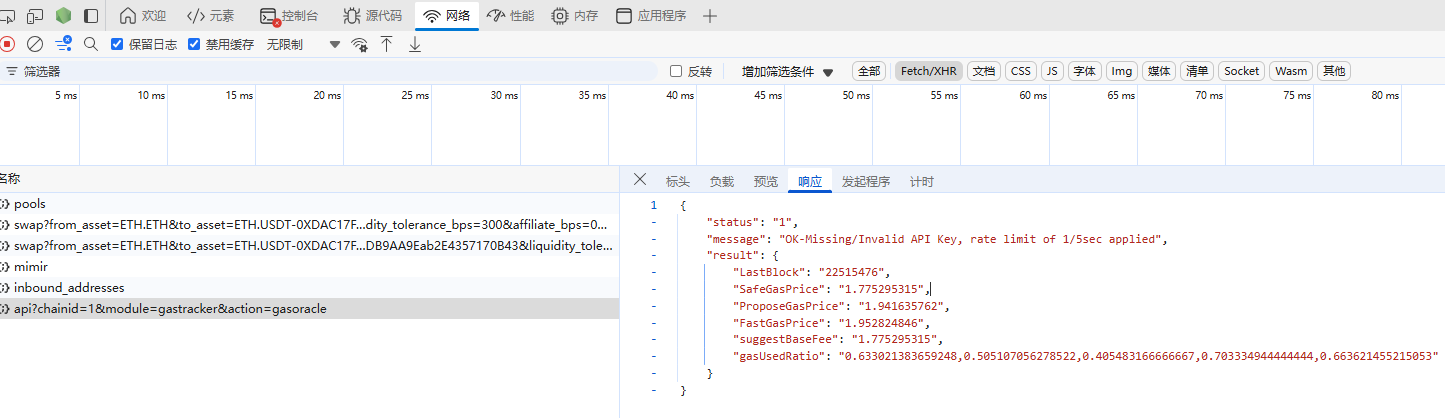 欢迎 元素 控制台 源代码 网络 性能 内存 应用程序
保留日志 禁用缓存 无限制
筛选器 反转 增加筛选条件 全部 Fetch/XHR 文档 CSS JS 字体 Img 媒体 清单 Socket Wasm 其他
5 ms 10 ms 15 ms 20 ms 25 ms 30 ms 35 ms 40 ms 45 ms 50 ms 55 ms 60 ms 65 ms 70 ms 75 ms 80 ms
名称
pools
swap?from_asset=ETH.ETH&to_asset=ETH.USDT-0XDAC17F...dity_tolerance_bps=300&affiliate_bps=0...
swap?from_asset=ETH.ETH&to_asset=ETH.USDT-0XDAC17F...DB9AA9Eab2E4357170B43&liquidity_tole...
mimir
inbound_addresses
api?chainid=1&module=gastracker&action=gasoracle
标头 负载 预览 响应 发起程序 计时
1 {
- "status": "1",
- "message": "OK-Missing/Invalid API Key, rate limit of 1/5sec applied",
- "result": {
- "LastBlock": "22515476",
- "SafeGasPrice": "1.775295315",
- "ProposeGasPrice": "1.941635762",
- "FastGasPrice": "1.952824846",
- "suggestBaseFee": "1.775295315",
- "gasUsedRatio": "0.633021383659248,0.505107056278522,0.405483166666667,0.703334944444444,0.663621455215053"
- }
- }